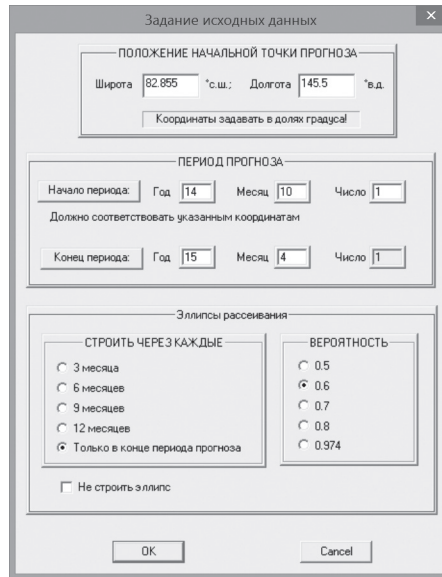 Задание исходных данных
ПОЛОЖЕНИЕ НАЧАЛЬНОЙ ТОЧКИ ПРОГНОЗА
Широта 82.855 °с.ш.; Долгота 145.5 °в.д.
Координаты задавать в долях градуса!
ПЕРИОД ПРОГНОЗА
Начало периода: Год 14 Месяц 10 Число 1
Должно соответствовать указанным координатам
Конец периода: Год 15 Месяц 4 Число 1
Эллипсы рассеивания
СТРОИТЬ ЧЕРЕЗ КАЖДЫЕ
3 месяца
6 месяцев
9 месяцев
12 месяцев
Только в конце периода прогноза
ВЕРОЯТНОСТЬ
0.5
0.6
0.7
0.8
0.974
Не строить эллипс
OK Cancel